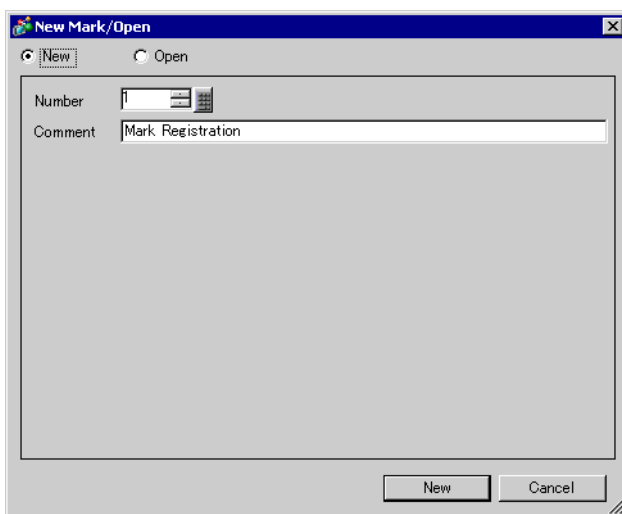 New Mark/Open
New Open
Number 1
Comment Mark Registration
New Cancel